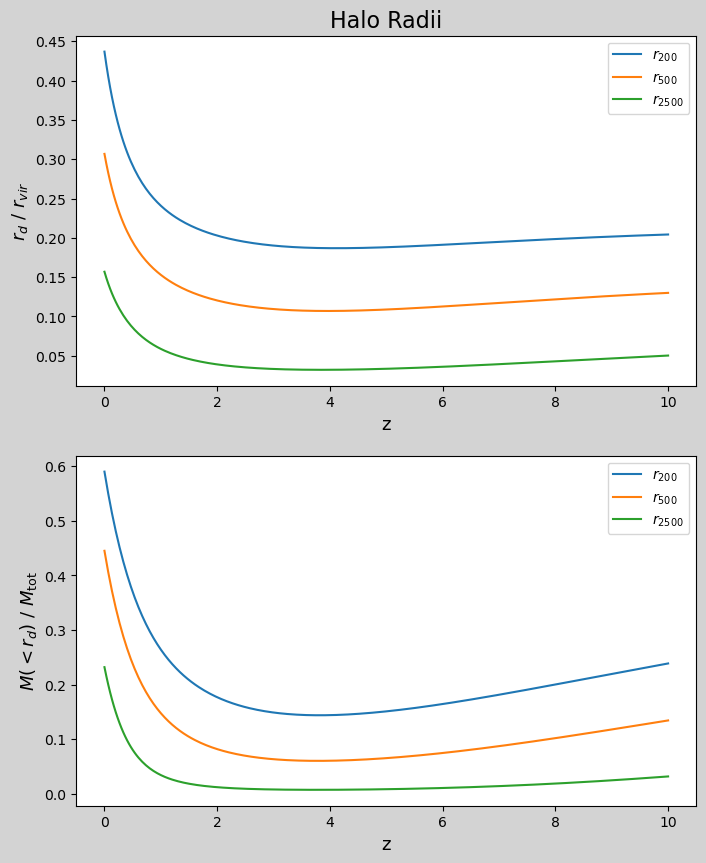 Halo Radii
0.45
0.40
0.35
0.30
0.25
0.20
0.15
0.10
0.05
r_d / r_vir
r_200
r_500
r_2500
0 2 4 6 8 10
z
0.6
0.5
0.4
0.3
0.2
0.1
0.0
M(<r_d) / M_tot
r_200
r_500
r_2500
0 2 4 6 8 10
z